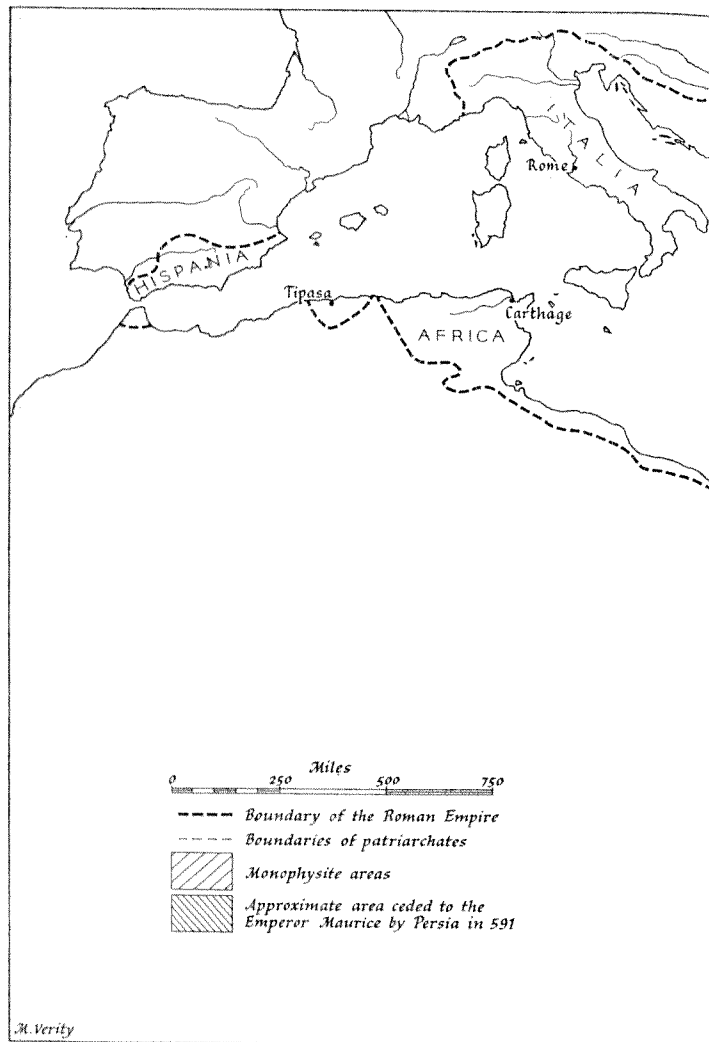 ITALIA
Rome
HISPANIA
Tipasa
Carthage
AFRICA
Miles
0 250 500 750
Boundary of the Roman Empire
Boundaries of patriarchates
Monophysite areas
Approximate area ceded to the
Emperor Maurice by Persia in 591
M. Verity